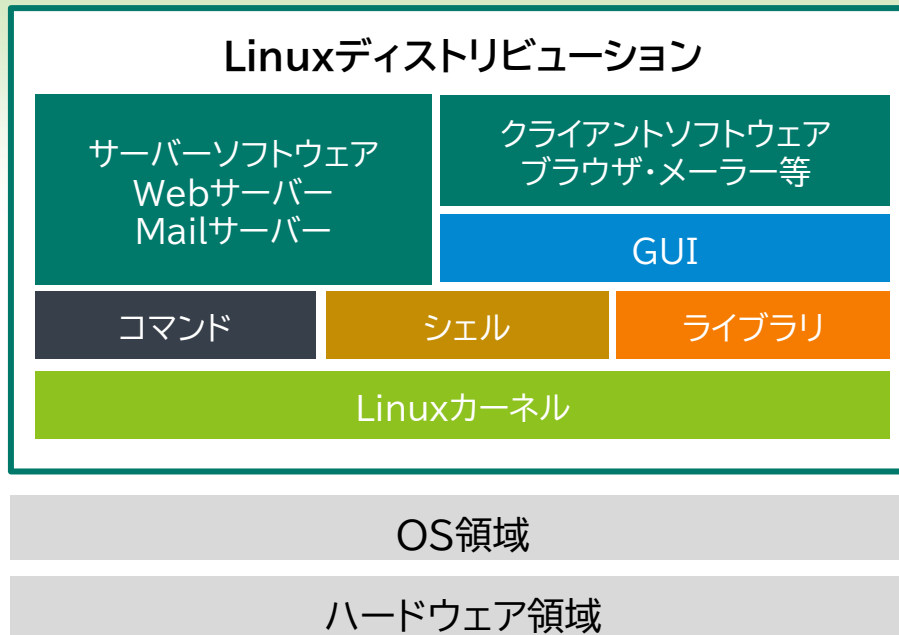 Linuxディストリビューション
サーバーソフトウェア
Webサーバー
Mailサーバー
クライアントソフトウェア
ブラウザ・メーラー等
GUI
コマンド
シェル
ライブラリ
Linuxカーネル
OS領域
ハードウェア領域